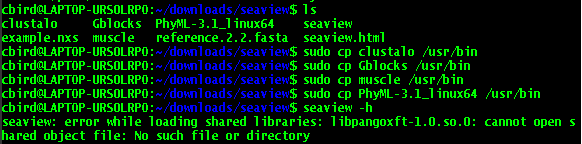 cbird@LAPTOP-URSOLRPO:~/downloads/seaview$ ls
clustalo Gblocks PhyML-3.1_linux64 seaview
example.nxs muscle reference.2.2.fasta seaview.html
cbird@LAPTOP-URSOLRPO:~/downloads/seaview$ sudo cp clustalo /usr/bin
cbird@LAPTOP-URSOLRPO:~/downloads/seaview$ sudo cp Gblocks /usr/bin
cbird@LAPTOP-URSOLRPO:~/downloads/seaview$ sudo cp muscle /usr/bin
cbird@LAPTOP-URSOLRPO:~/downloads/seaview$ sudo cp PhyML-3.1_linux64 /usr/bin
cbird@LAPTOP-URSOLRPO:~/downloads/seaview$ seaview -h
seaview: error while loading shared libraries: libpangoxft-1.0.so.0: cannot open s
hared object file: No such file or directory